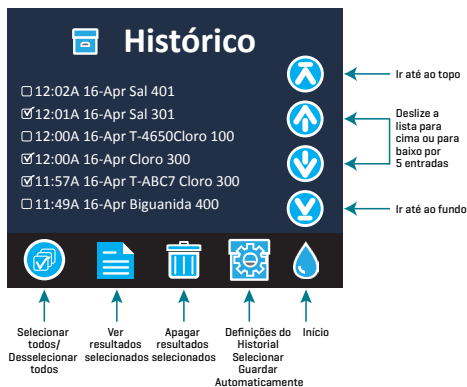 Histórico
12:02A 16-Apr Sal 401
12:01A 16-Apr Sal 301
12:00A 16-Apr T-4650Cloro 100
12:00A 16-Apr Cloro 300
11:57A 16-Apr T-ABC7 Cloro 300
11:49A 16-Apr Biguanida 400
Ir até ao topo
Deslize a
lista para
cima ou para
baixo por
5 entradas
Ir até ao fundo
Selecionar
todos/
Desselecionar
todos
Ver
resultados
selecionados
Apagar
resultados
selecionados
Definições do
Historial
Selecionar
Guardar
Automaticamente
Início